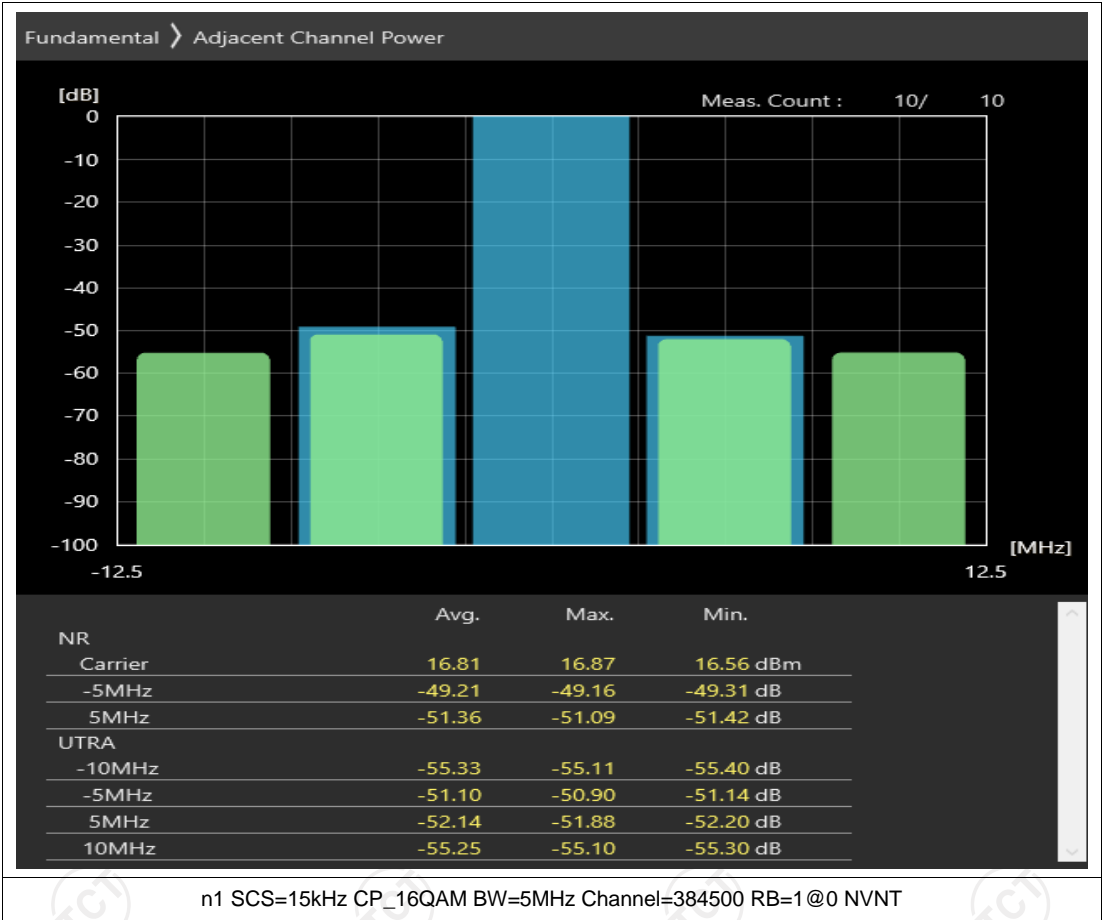 Fundamental ❯ Adjacent Channel Power
[dB]
Meas. Count : 10/ 10
0
-10
-20
-30
-40
-50
-60
-70
-80
-90
-100
[MHz]
-12.5 12.5
Avg. Max. Min.
NR
Carrier 16.81 16.87 16.56 dBm
-5MHz -49.21 -49.16 -49.31 dB
5MHz -51.36 -51.09 -51.42 dB
UTRA
-10MHz -55.33 -55.11 -55.40 dB
-5MHz -51.10 -50.90 -51.14 dB
5MHz -52.14 -51.88 -52.20 dB
10MHz -55.25 -55.10 -55.30 dB
n1 SCS=15kHz CP_16QAM BW=5MHz Channel=384500 RB=1@0 NVNT
TCT TCT TCT